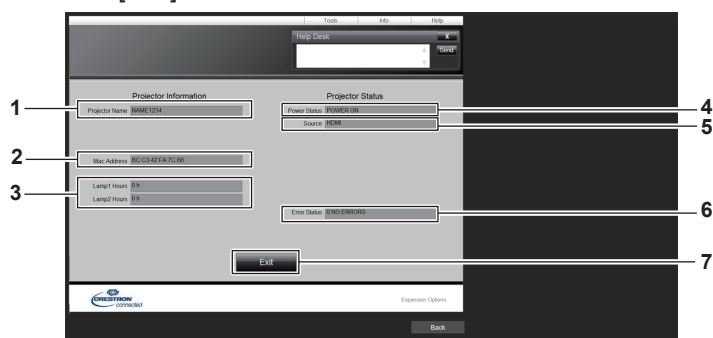 Tools Info Help
Help Desk X
Send
Projector Information Projector Status
1 Projector Name NAME1234 Power Status POWER ON 4
Source HDMI 5
2 Mac Address BC:C3:42:FA:7C:B6
3 Lamp1 Hours 0 h
Lamp2 Hours 0 h
Error Status 0:NO ERRORS 6
Exit 7
CRESTRON
connected
Expansion Options
Back